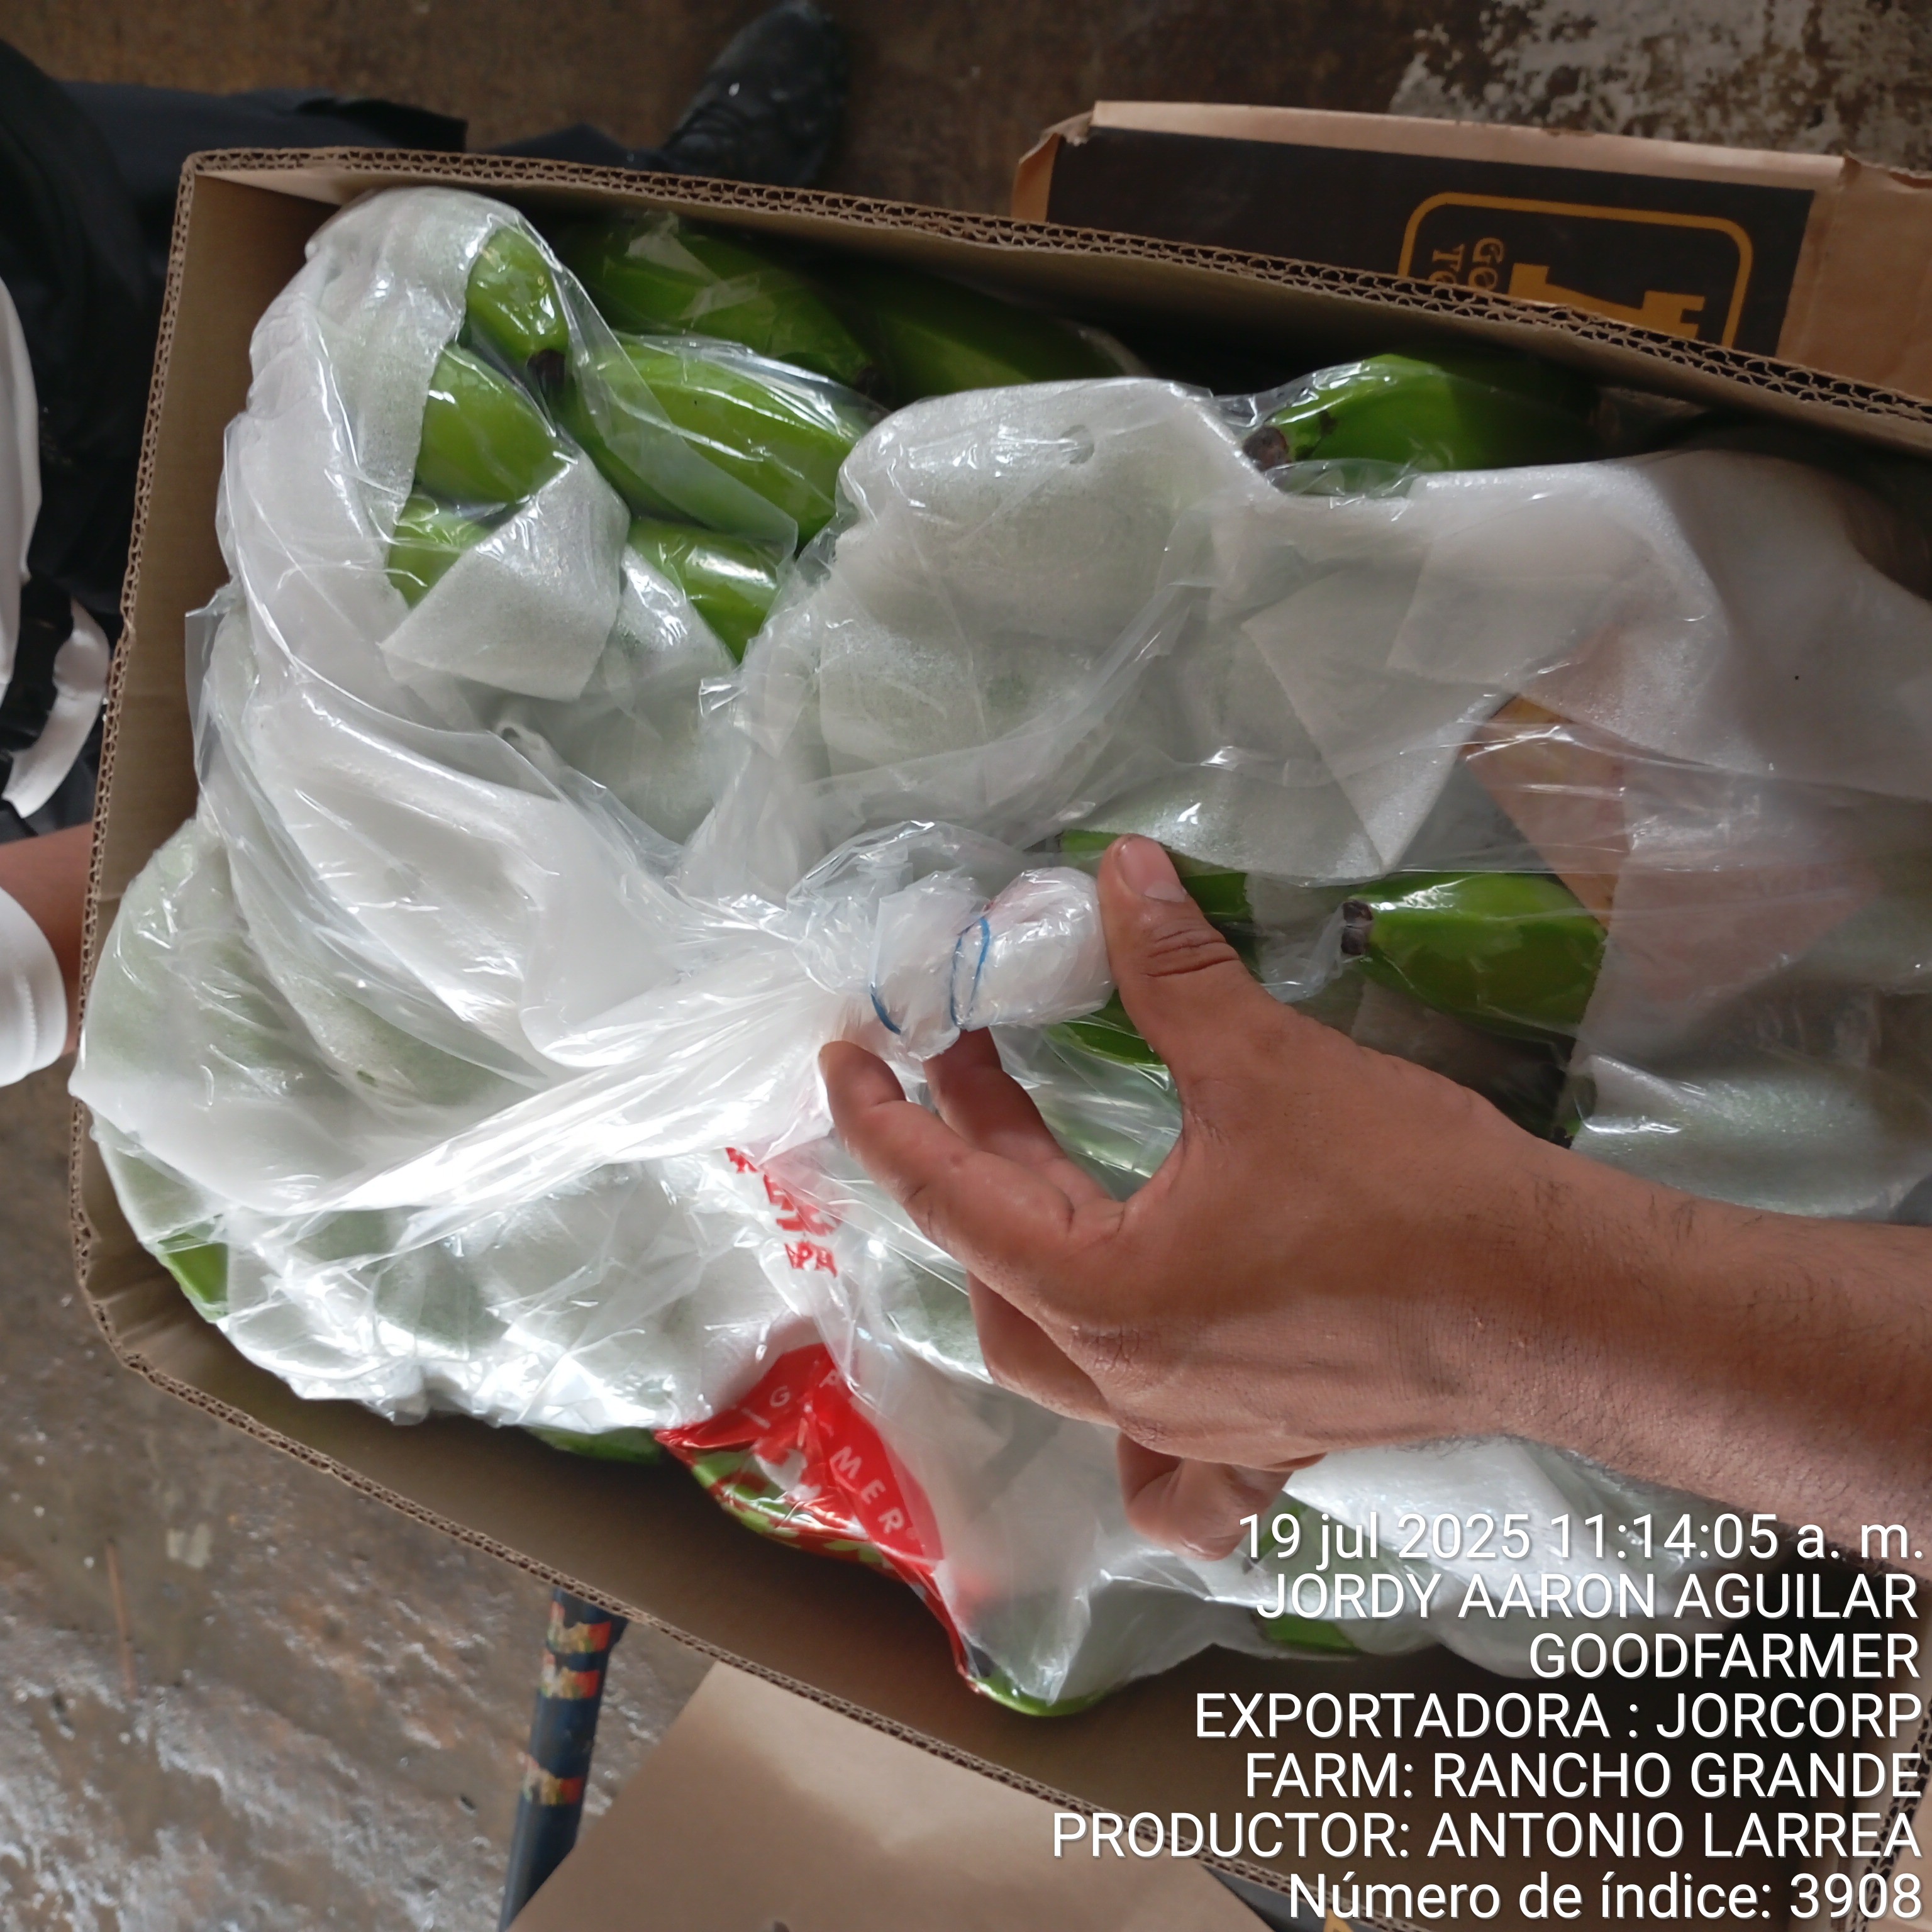 19 jul 2025 11:14:05 a. m.
JORDY AARON AGUILAR
GOODFARMER
EXPORTADORA : JORCORP
FARM: RANCHO GRANDE
PRODUCTOR: ANTONIO LARREA
Número de índice: 3908